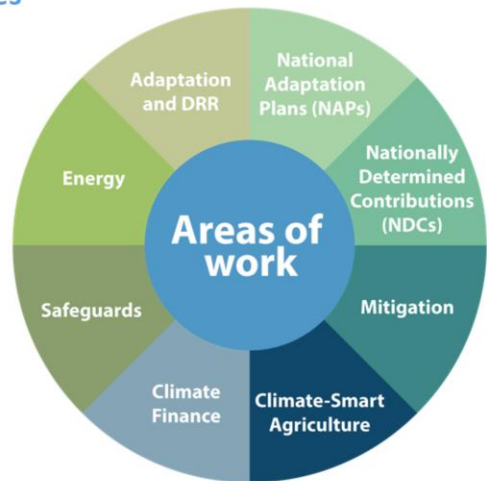 Areas of
work
National
Adaptation
Plans (NAPs)
Nationally
Determined
Contributions
(NDCs)
Mitigation
Climate-Smart
Agriculture
Climate
Finance
Safeguards
Energy
Adaptation
and DRR